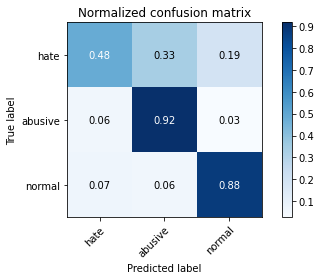 Normalized confusion matrix
True label
hate 0.48 0.33 0.19
abusive 0.06 0.92 0.03
normal 0.07 0.06 0.88
hate abusive normal
Predicted label
0.9
0.8
0.7
0.6
0.5
0.4
0.3
0.2
0.1